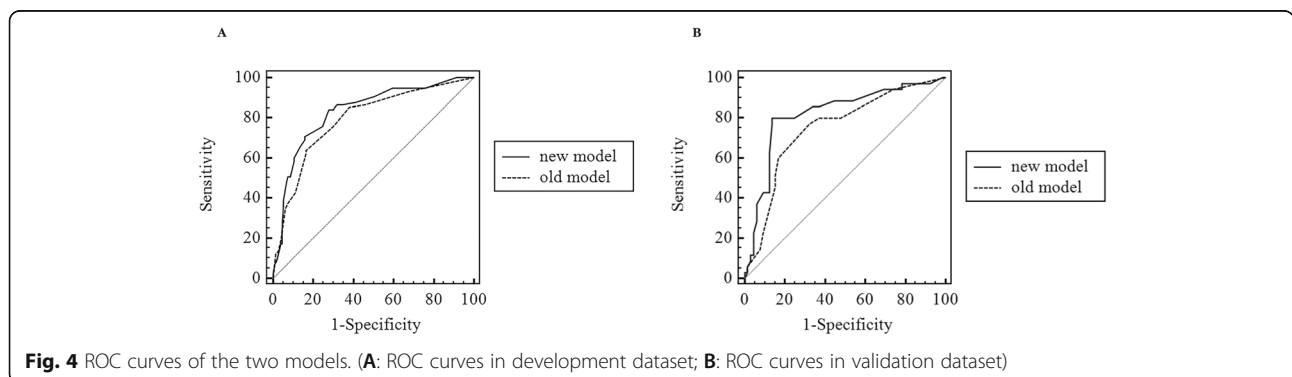 A
B
100
80
60
40
20
0
Sensitivity
0 20 40 60 80 100
1-Specificity
new model
old model
100
80
60
40
20
0
Sensitivity
0 20 40 60 80 100
1-Specificity
new model
old model
Fig. 4 ROC curves of the two models. (A: ROC curves in development dataset; B: ROC curves in validation dataset)